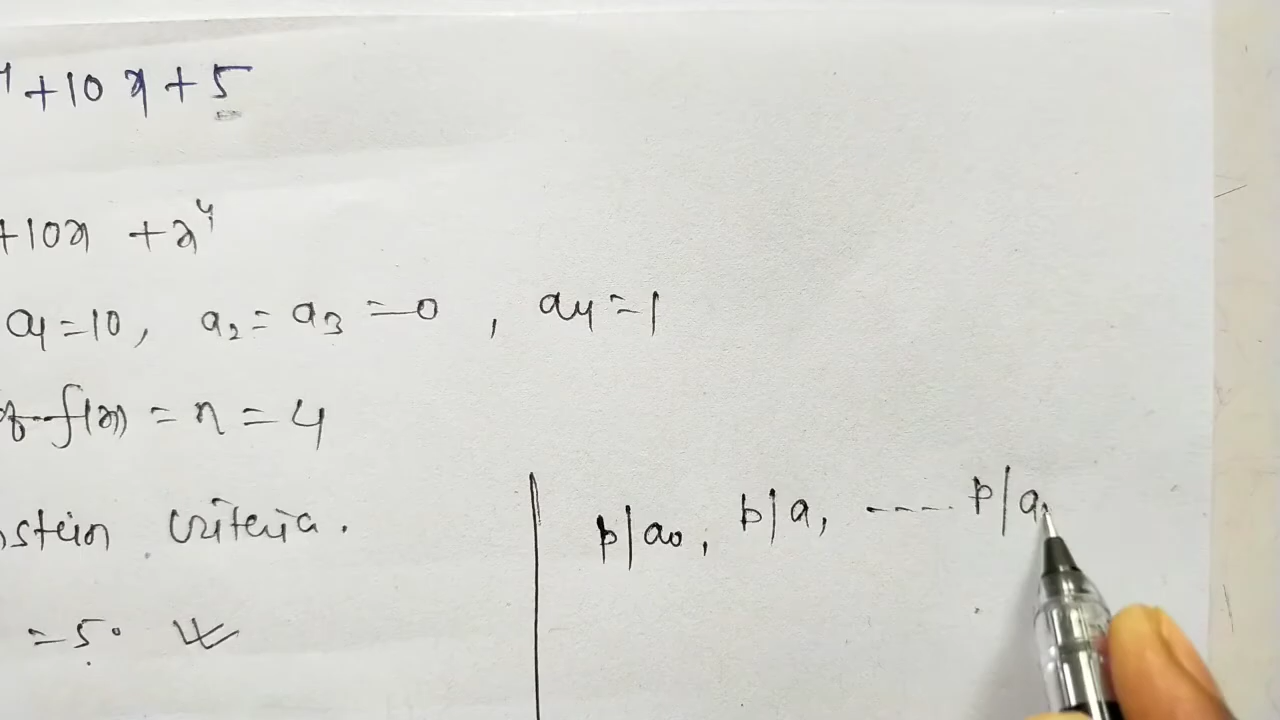 +10x+5
+10x +x⁴
a₁=10, a₂=a₃=0, a₄=1
f(x)=n=4
stein criteria.
p|a₀, p|a₁ ---- p|a
=5.